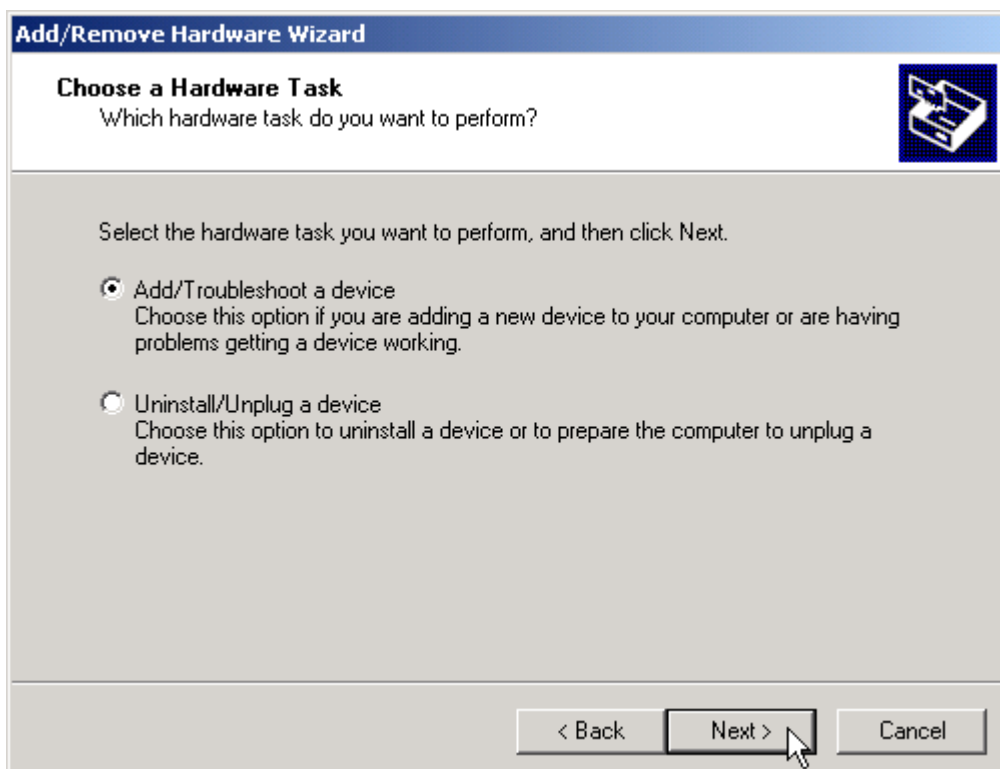 Add/Remove Hardware Wizard
Choose a Hardware Task
Which hardware task do you want to perform?
Select the hardware task you want to perform, and then click Next.
Add/Troubleshoot a device
Choose this option if you are adding a new device to your computer or are having
problems getting a device working.
Uninstall/Unplug a device
Choose this option to uninstall a device or to prepare the computer to unplug a
device.
< Back
Next >
Cancel